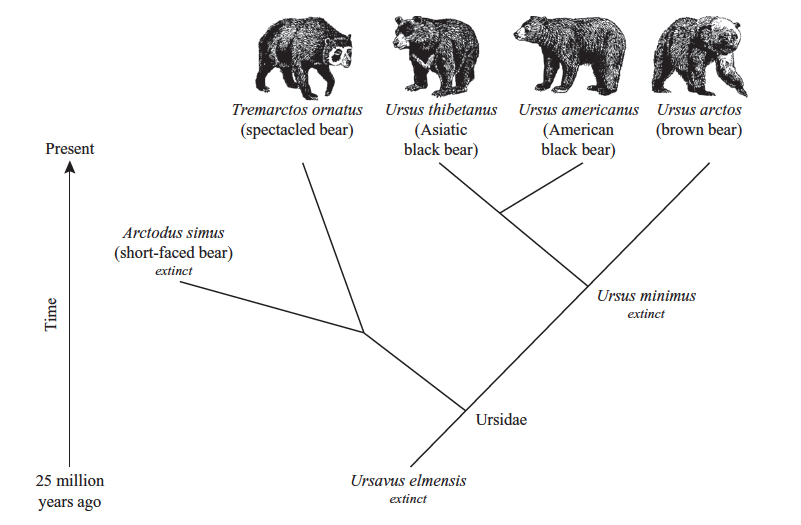 Tremarctos ornatus
(spectacled bear)
Ursus thibetanus
(Asiatic
black bear)
Ursus americanus
(American
black bear)
Ursus arctos
(brown bear)
Present
Arctodus simus
(short-faced bear)
extinct
Time
Ursus minimus
extinct
Ursidae
25 million
years ago
Ursavus elmensis
extinct